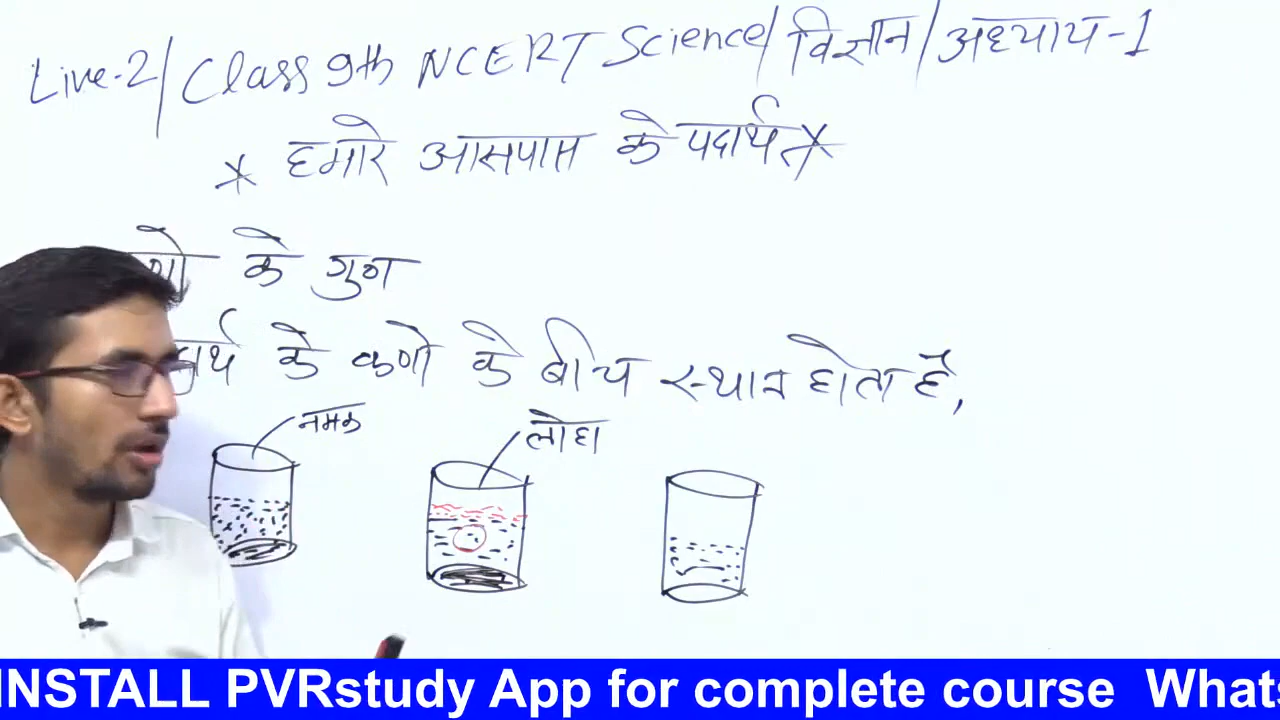 Live-2/Class 9th NCERT Science/विज्ञान/अध्याय-1
* हमारे आसपास के पदार्थ *
के गुण
के कणो के बीच स्थान होता है,
नमक
लोहा
INSTALL PVRstudy App for complete course